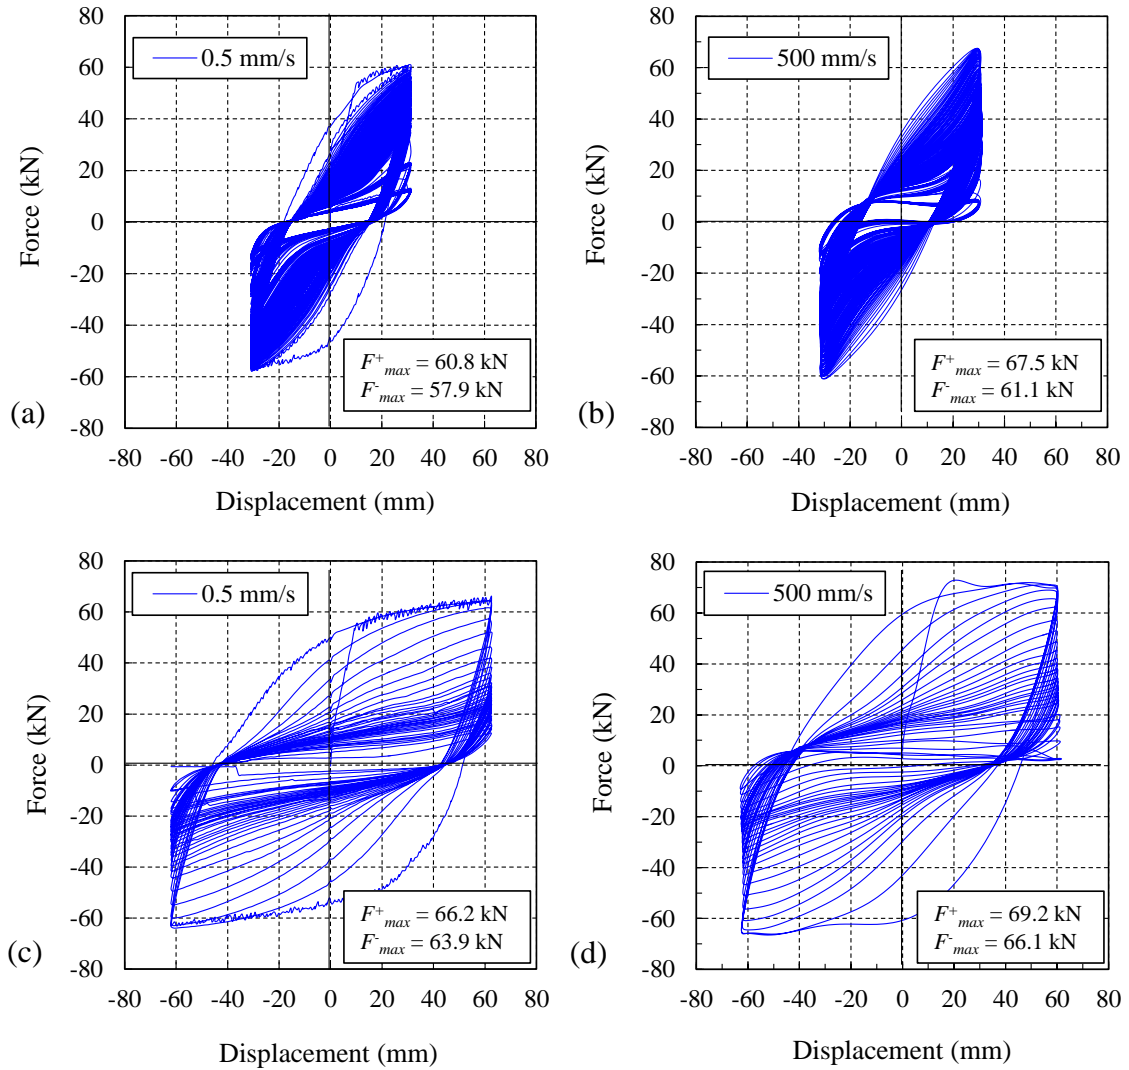 80
60
40
20
0
-20
-40
-60
-80
-80 -60 -40 -20 0 20 40 60 80
Force (kN)
Displacement (mm)
0.5 mm/s
F⁺max = 60.8 kN
F⁻max = 57.9 kN
(a)
80
60
40
20
0
-20
-40
-60
-80
-80 -60 -40 -20 0 20 40 60 80
Force (kN)
Displacement (mm)
500 mm/s
F⁺max = 67.5 kN
F⁻max = 61.1 kN
(b)
80
60
40
20
0
-20
-40
-60
-80
-80 -60 -40 -20 0 20 40 60 80
Force (kN)
Displacement (mm)
0.5 mm/s
F⁺max = 66.2 kN
F⁻max = 63.9 kN
(c)
80
60
40
20
0
-20
-40
-60
-80
-80 -60 -40 -20 0 20 40 60 80
Force (kN)
Displacement (mm)
500 mm/s
F⁺max = 69.2 kN
F⁻max = 66.1 kN
(d)